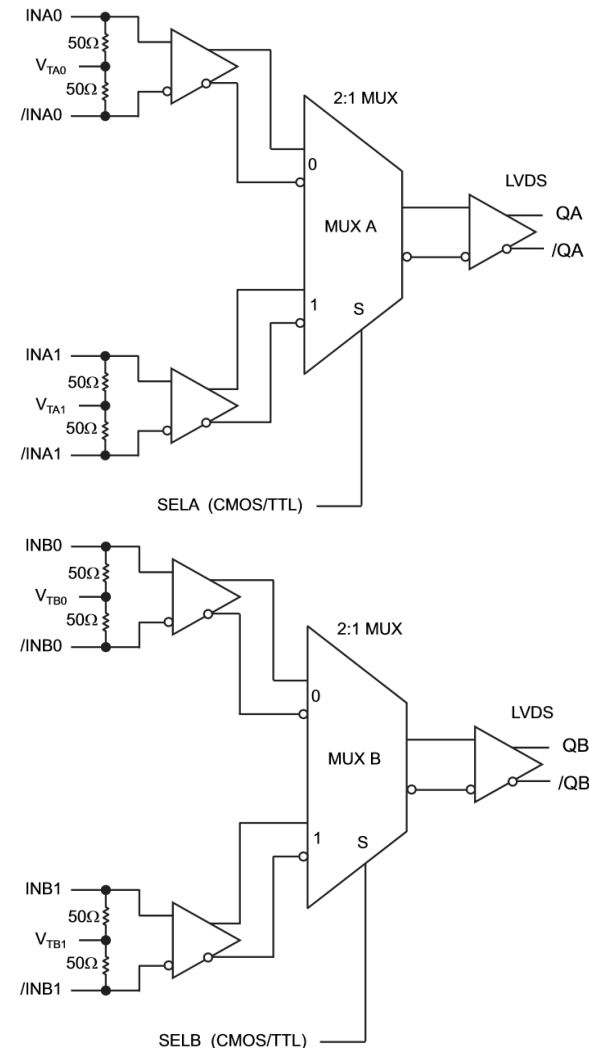 INA0
50Ω
VTA0
50Ω
/INA0
2:1 MUX
0
MUX A
LVDS
QA
/QA
1
S
INA1
50Ω
VTA1
50Ω
/INA1
SELA (CMOS/TTL)
INB0
50Ω
VTB0
50Ω
/INB0
2:1 MUX
0
MUX B
LVDS
QB
/QB
1
S
INB1
50Ω
VTB1
50Ω
/INB1
SELB (CMOS/TTL)